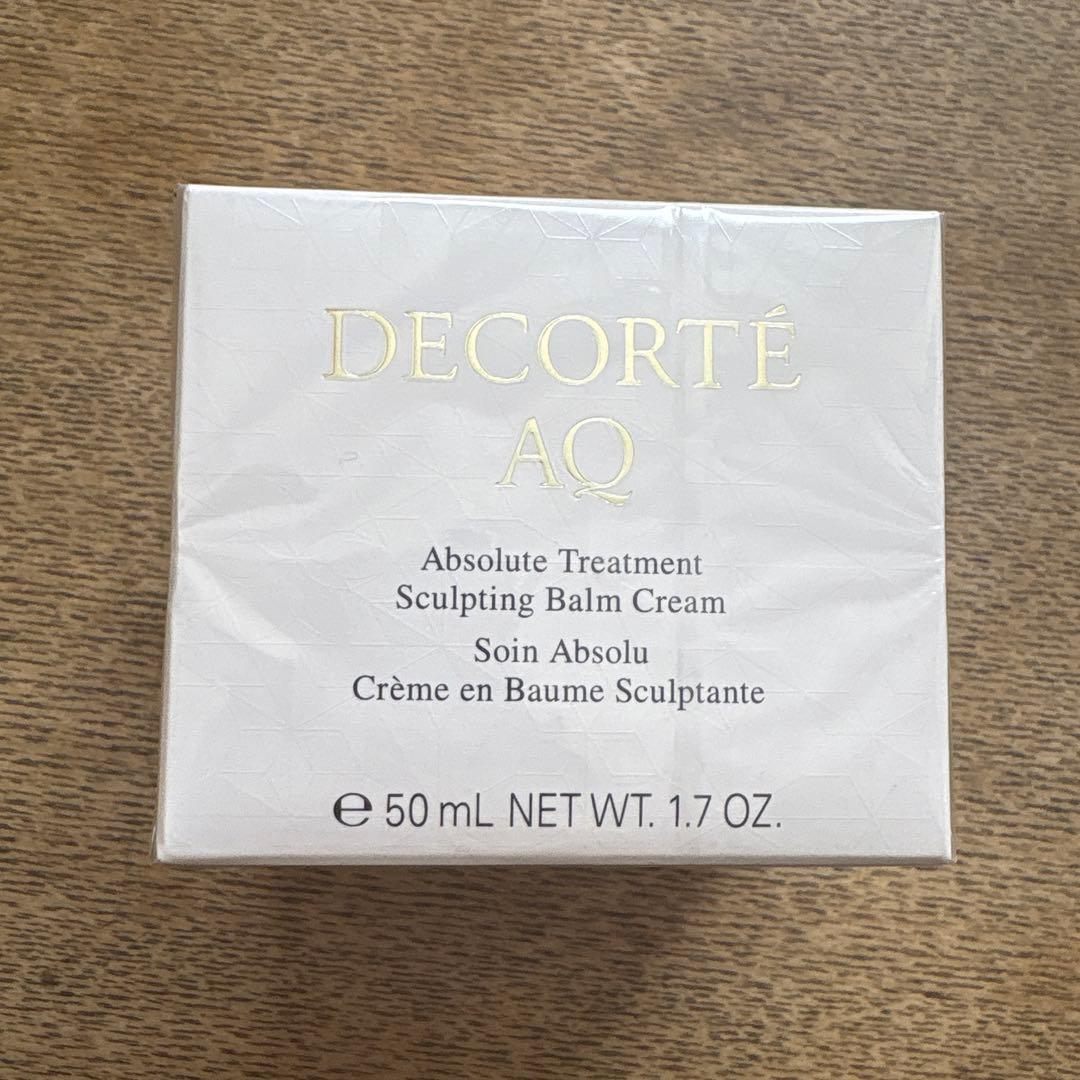 DECORTÉ
AQ
Absolute Treatment
Sculpting Balm Cream
Soin Absolu
Crème en Baume Sculptante
℮ 50 mL NET WT. 1.7 OZ.